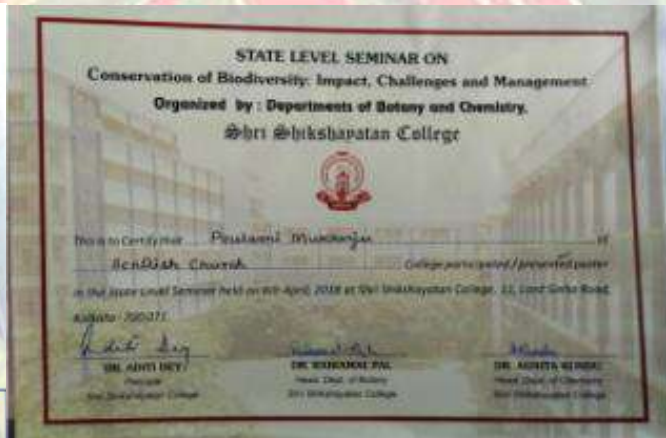 STATE LEVEL SEMINAR ON
Conservation of Biodiversity: Impact, Challenges and Management
Organized by : Departments of Botany and Chemistry.
Shri Shikshayatan College
This is to Certify that Poulami Mukherjee of
Scottish Church College participated / presented poster
in the State Level Seminar held on 6th April, 2018 at Shri Shikshayatan College, 11, Lord Sinha Road,
Kolkata - 700071.
Aditi Dey
DR. ADITI DEY
Principal
Shri Shikshayatan College
DR. PAL
Head, Dept. of Botany
Shri Shikshayatan College
DR. KUNDU
Head, Dept. of Chemistry
Shri Shikshayatan College